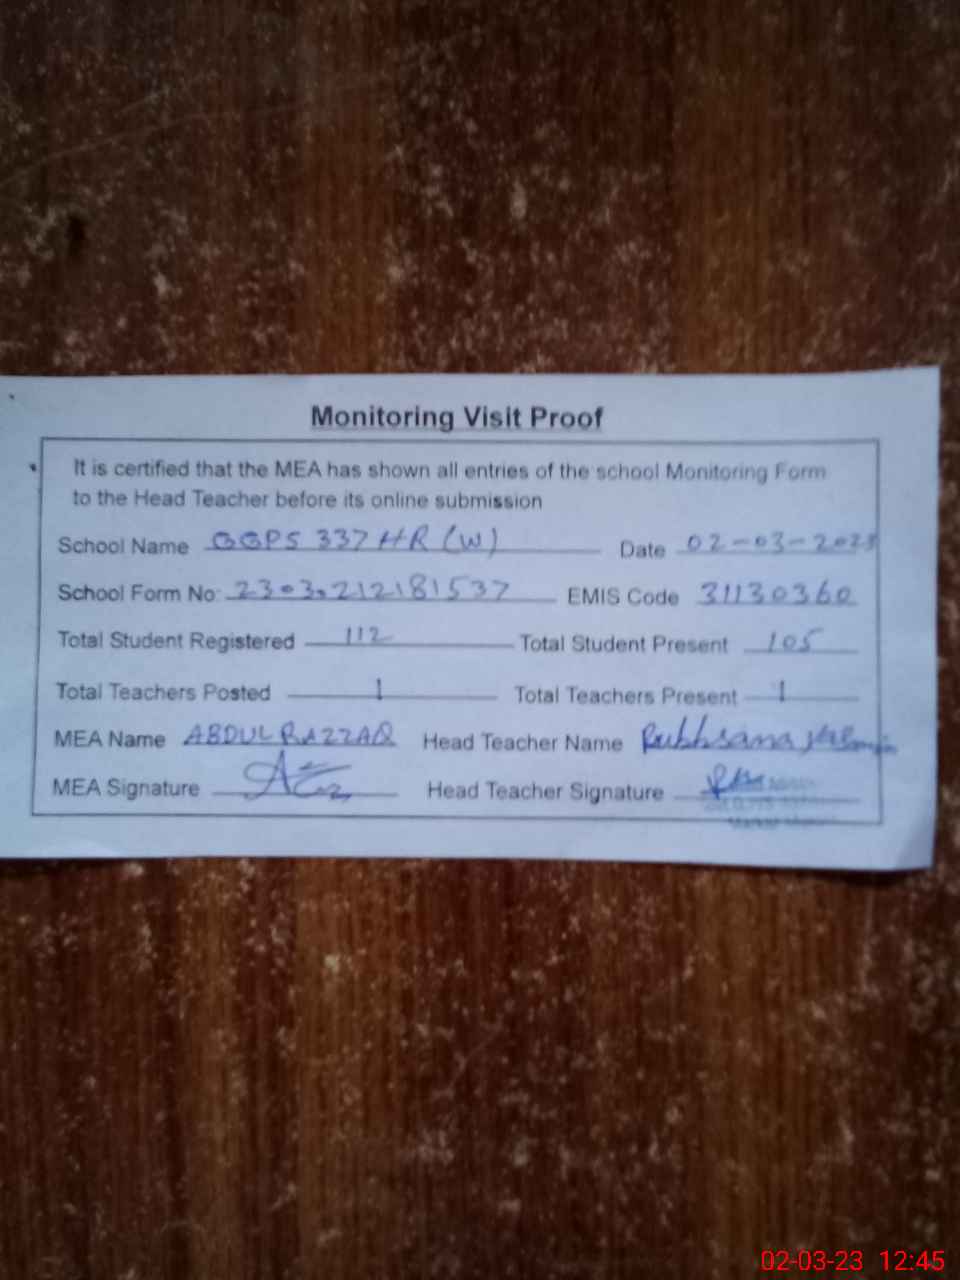 Monitoring Visit Proof
It is certified that the MEA has shown all entries of the school Monitoring Form
to the Head Teacher before its online submission
School Name GGPS 337 HR (W) Date 02-03-2023
School Form No: 2303212181537 EMIS Code 31130360
Total Student Registered 112 Total Student Present 105
Total Teachers Posted 1 Total Teachers Present 1
MEA Name ABDUL RAZZAQ Head Teacher Name Rukhsana
MEA Signature Head Teacher Signature
02-03-23 12:45